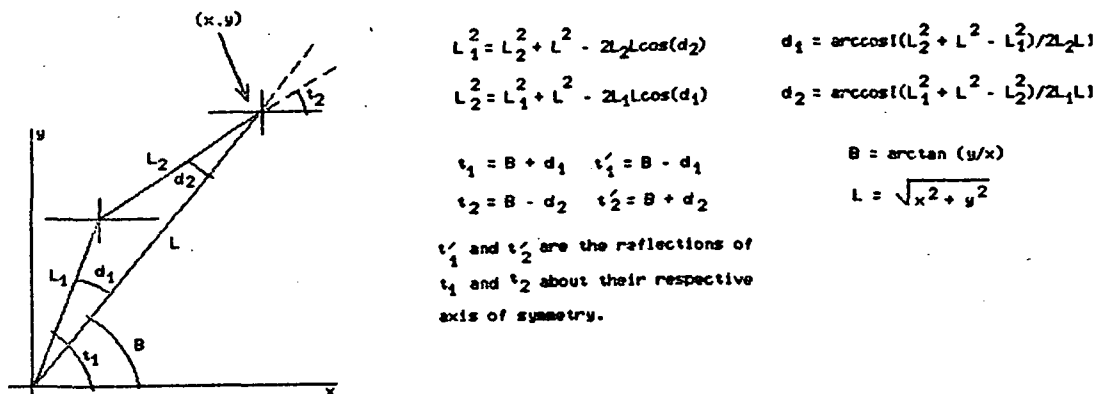 (x,y)
t₂
y
L₂
d₂
L
L₁
d₁
B
t₁
x
L₁² = L₂² + L² - 2L₂Lcos(d₂)
L₂² = L₁² + L² - 2L₁Lcos(d₁)
t₁ = B + d₁ t₁′ = B - d₁
t₂ = B - d₂ t₂′ = B + d₂
t₁′ and t₂′ are the reflections of
t₁ and t₂ about their respective
axis of symmetry.
d₁ = arccos[(L₂² + L² - L₁²)/2L₂L]
d₂ = arccos[(L₁² + L² - L₂²)/2L₁L]
B = arctan (y/x)
L = √(x² + y²)